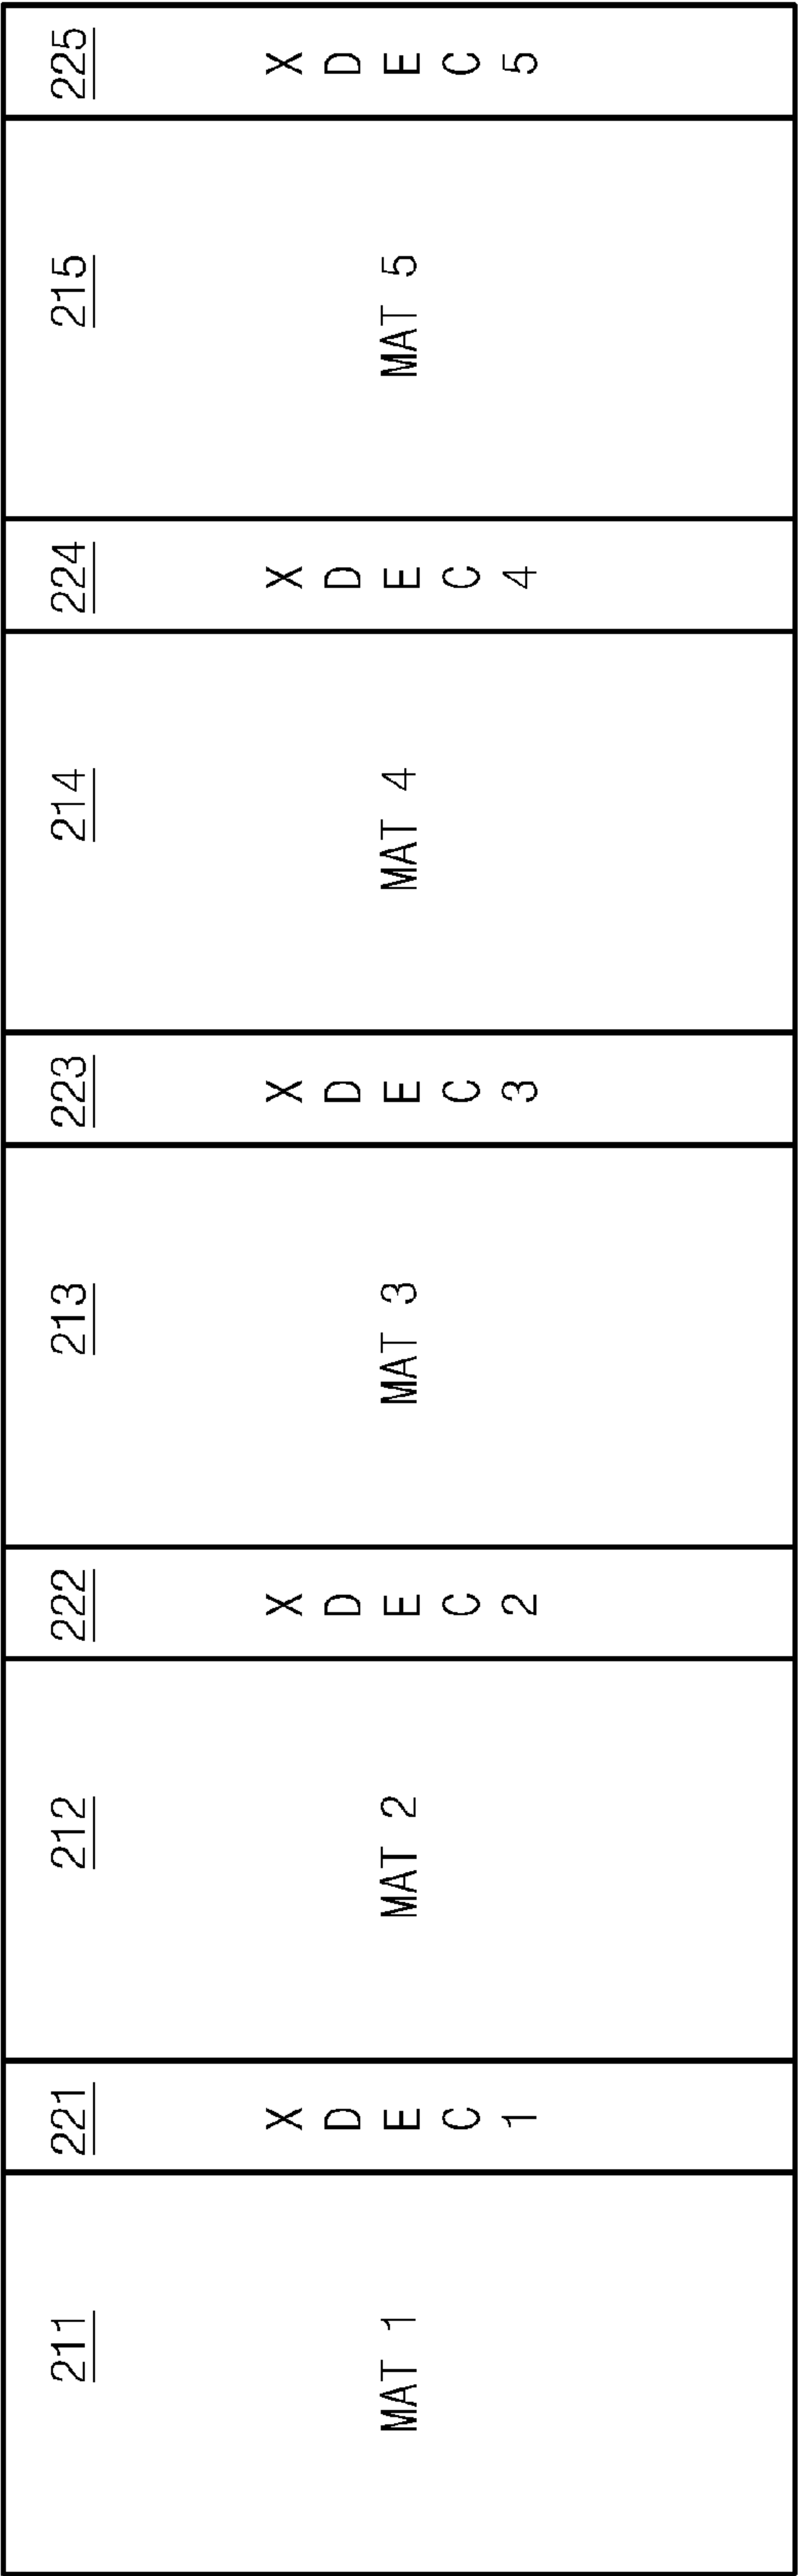 211
MAT 1
221
XDEC1
212
MAT 2
222
XDEC2
213
MAT 3
223
XDEC3
214
MAT 4
224
XDEC4
215
MAT 5
225
XDEC5